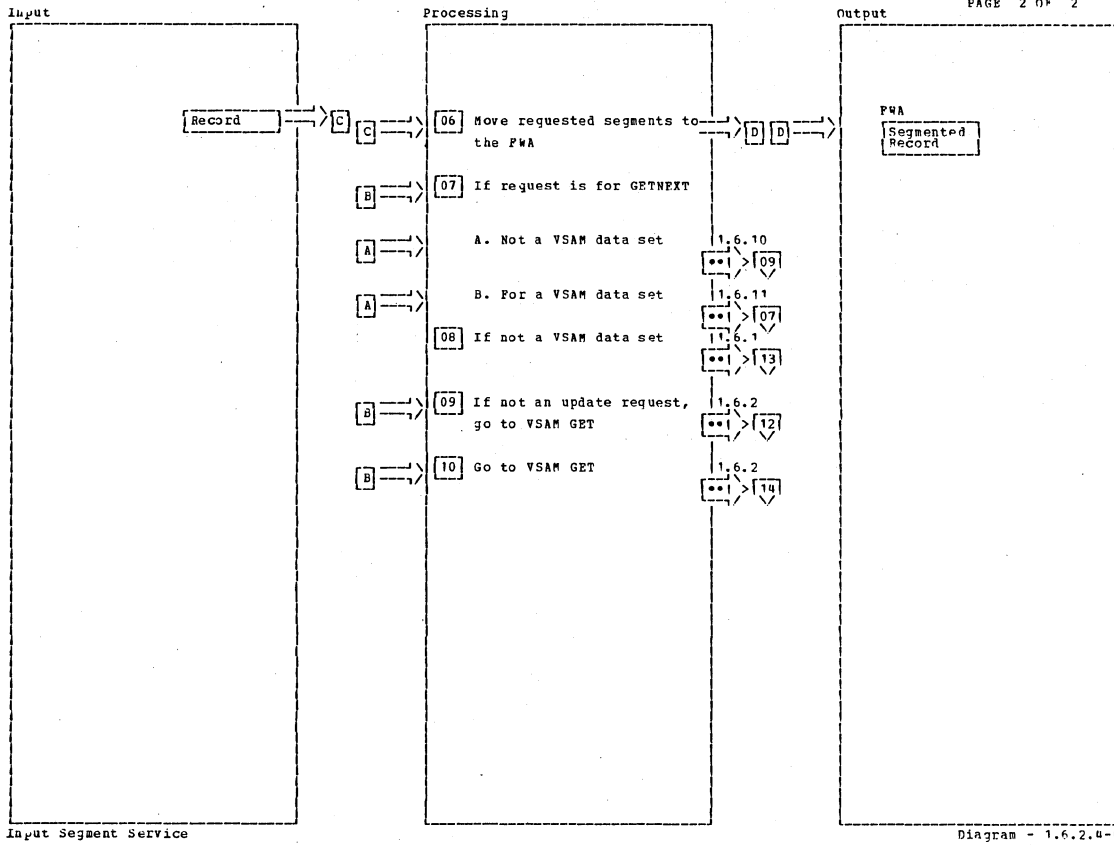 PAGE 2 OF 2
Input Processing Output
Record C C 06 Move requested segments to D D FWA
the FWA Segmented Record
B 07 If request is for GETNEXT
A A. Not a VSAM data set 1.6.10
•• > 09
A B. For a VSAM data set 1.6.11
•• > 07
08 If not a VSAM data set 1.6.1
•• > 13
B 09 If not an update request, 1.6.2
go to VSAM GET •• > 12
B 10 Go to VSAM GET 1.6.2
•• > 14
Input Segment Service Diagram - 1.6.2.4-